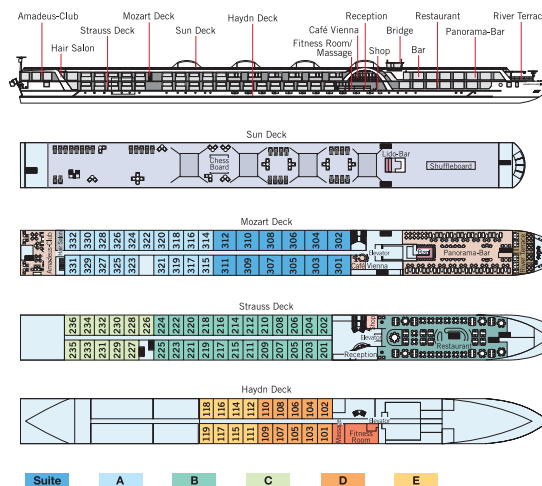 Amadeus-Club
Hair Salon
Strauss Deck
Mozart Deck
Sun Deck
Haydn Deck
Café Vienna
Fitness Room/
Massage
Reception
Shop
Bridge
Restaurant
Bar
Panorama-Bar
River Terrac
Sun Deck
Chess
Board
Lido-Bar
Shuffleboard
Mozart Deck
Amadeus-Club
Hair Salon
332 330 328 326 324 322 320 318 316 314 312 310 308 306 304 302
331 329 327 325 323 321 319 317 315 311 309 307 305 303 301
Elevator
Café Vienna
Panorama-Bar
Strauss Deck
236 234 232 230 228 226 224 222 220 218 216 214 212 210 208 206 204 202
235 233 231 229 227 225 223 221 219 217 215 211 209 207 205 203 201
Shop
Elevator
Reception
Restaurant
Haydn Deck
118 116 114 112 110 108 106 104 102
119 117 115 111 109 107 105 103 101
Elevator
Massage
Fitness
Room
Suite A B C D E